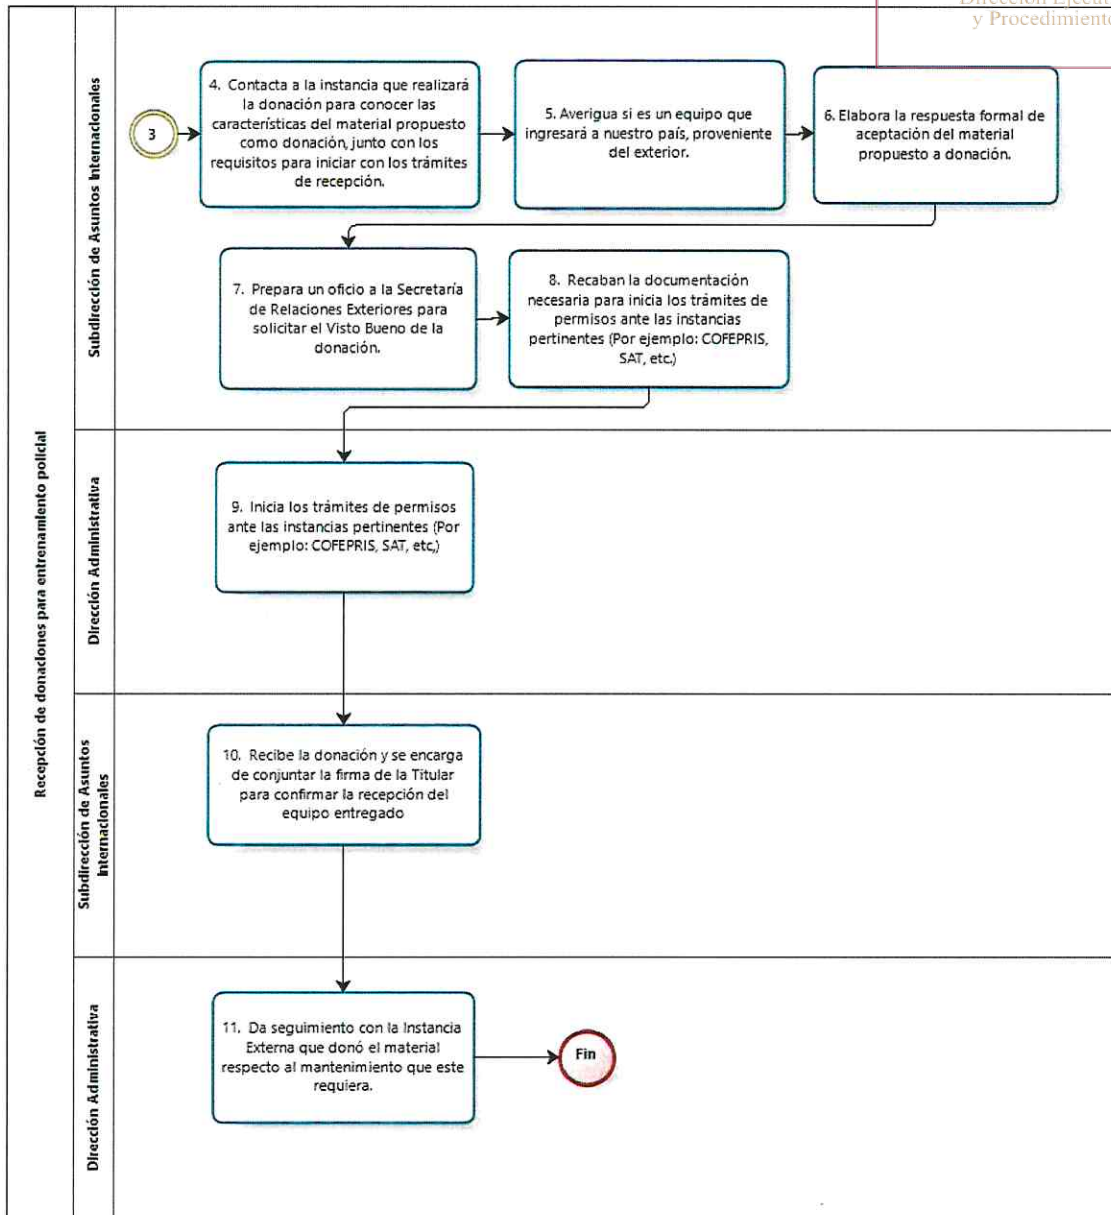 y Procedimiento
Recepción de donaciones para entrenamiento policial
Subdirección de Asuntos Internacionales
3
4. Contacta a la instancia que realizará
la donación para conocer las
características del material propuesto
como donación, junto con los
requisitos para iniciar con los trámites
de recepción.
5. Averigua si es un equipo que
ingresará a nuestro país, proveniente
del exterior.
6. Elabora la respuesta formal de
aceptación del material
propuesto a donación.
7. Prepara un oficio a la Secretaría
de Relaciones Exteriores para
solicitar el Visto Bueno de la
donación.
8. Recaban la documentación
necesaria para inicia los trámites de
permisos ante las instancias
pertinentes (Por ejemplo: COFEPRIS,
SAT, etc.)
Dirección Administrativa
9. Inicia los trámites de permisos
ante las instancias pertinentes (Por
ejemplo: COFEPRIS, SAT, etc,)
Subdirección de Asuntos
Internacionales
10. Recibe la donación y se encarga
de conjuntar la firma de la Titular
para confirmar la recepción del
equipo entregado
Dirección Administrativa
11. Da seguimiento con la Instancia
Externa que donó el material
respecto al mantenimiento que este
requiera.
Fin